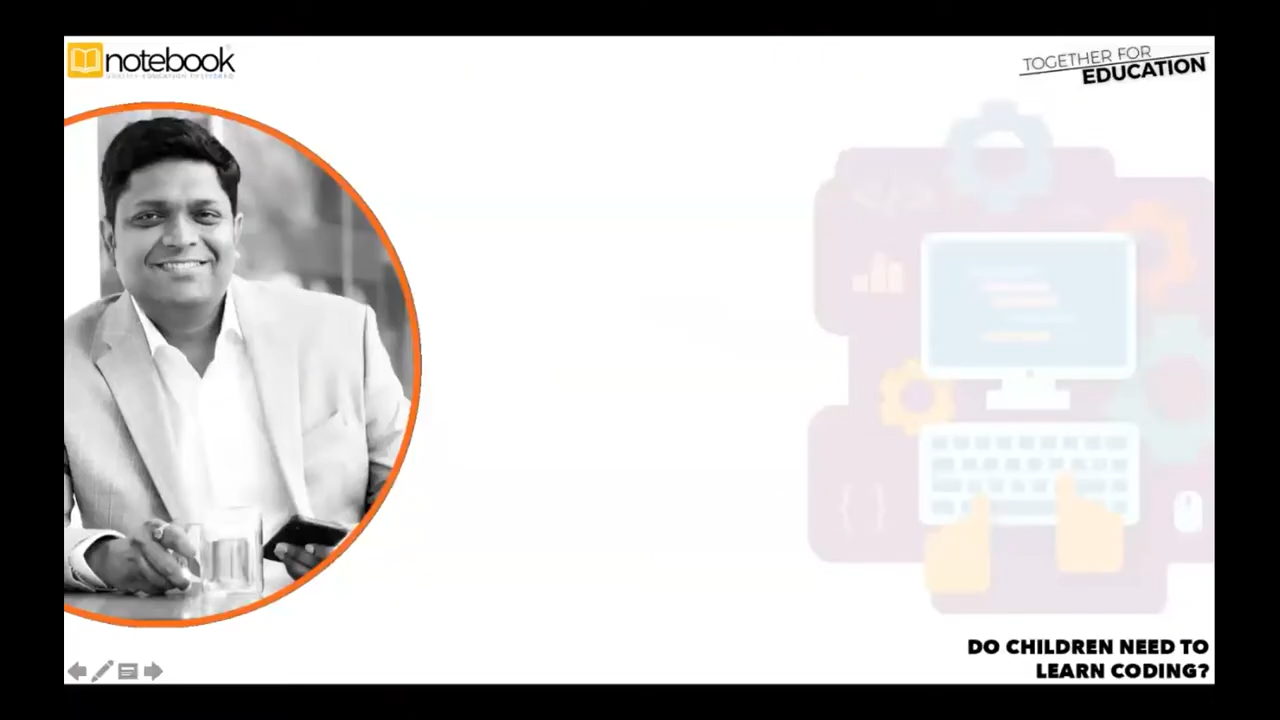 notebook
TOGETHER FOR
EDUCATION
</>
{ }
DO CHILDREN NEED TO
LEARN CODING?